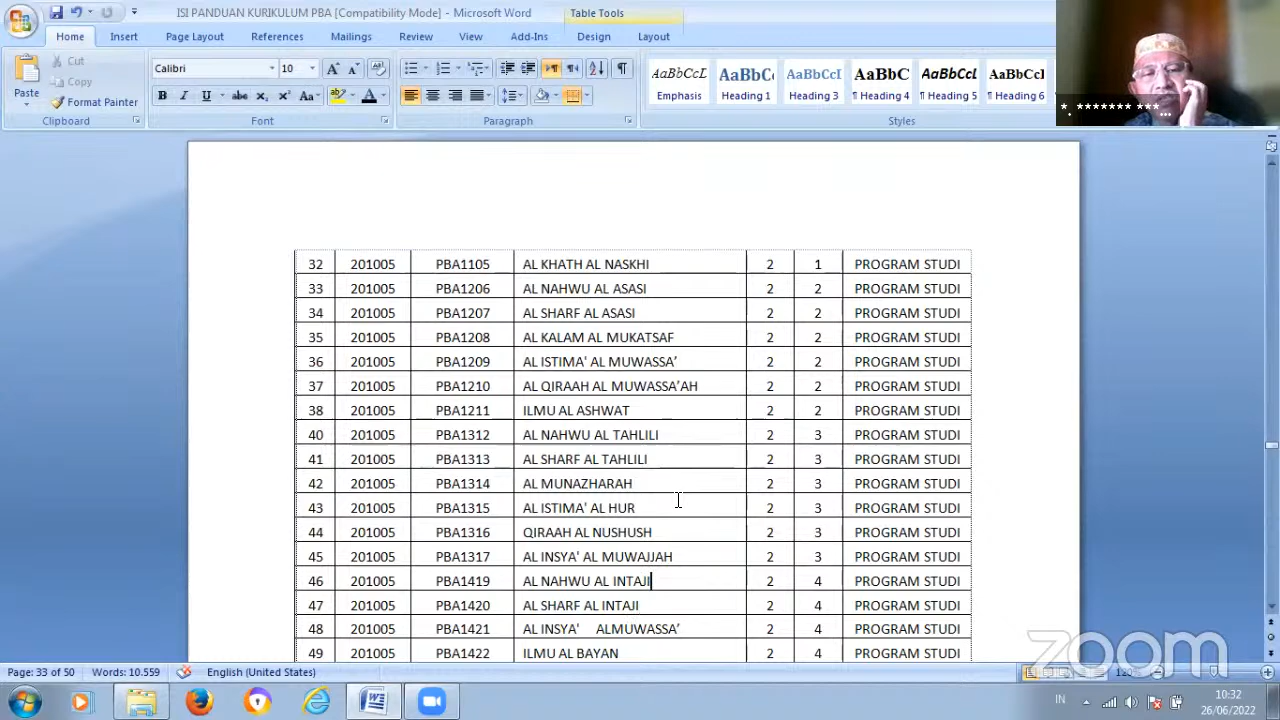 ISI PANDUAN KURIKULUM PBA [Compatibility Mode] - Microsoft Word
Table Tools
Home Insert Page Layout References Mailings Review View Add-Ins Design Layout
Paste
Cut
Copy
Format Painter
Clipboard
Calibri 10
Font
Paragraph
AaBbCcL AaBbC AaBbCcI AaBbC AaBbCcI AaBbCcI
Emphasis Heading 1 Heading 3 ¶ Heading 4 ¶ Heading 5 ¶ Heading 6
Styles
*. ******* ***...
32 201005 PBA1105 AL KHATH AL NASKHI 2 1 PROGRAM STUDI
33 201005 PBA1206 AL NAHWU AL ASASI 2 2 PROGRAM STUDI
34 201005 PBA1207 AL SHARF AL ASASI 2 2 PROGRAM STUDI
35 201005 PBA1208 AL KALAM AL MUKATSAF 2 2 PROGRAM STUDI
36 201005 PBA1209 AL ISTIMA' AL MUWASSA’ 2 2 PROGRAM STUDI
37 201005 PBA1210 AL QIRAAH AL MUWASSA’AH 2 2 PROGRAM STUDI
38 201005 PBA1211 ILMU AL ASHWAT 2 2 PROGRAM STUDI
40 201005 PBA1312 AL NAHWU AL TAHLILI 2 3 PROGRAM STUDI
41 201005 PBA1313 AL SHARF AL TAHLILI 2 3 PROGRAM STUDI
42 201005 PBA1314 AL MUNAZHARAH 2 3 PROGRAM STUDI
43 201005 PBA1315 AL ISTIMA' AL HUR 2 3 PROGRAM STUDI
44 201005 PBA1316 QIRAAH AL NUSHUSH 2 3 PROGRAM STUDI
45 201005 PBA1317 AL INSYA' AL MUWAJJAH 2 3 PROGRAM STUDI
46 201005 PBA1419 AL NAHWU AL INTAJI 2 4 PROGRAM STUDI
47 201005 PBA1420 AL SHARF AL INTAJI 2 4 PROGRAM STUDI
48 201005 PBA1421 AL INSYA' ALMUWASSA’ 2 4 PROGRAM STUDI
49 201005 PBA1422 ILMU AL BAYAN 2 4 PROGRAM STUDI
zoom
Page: 33 of 50 Words: 10.559 English (United States) 120%
IN 10:32
26/06/2022